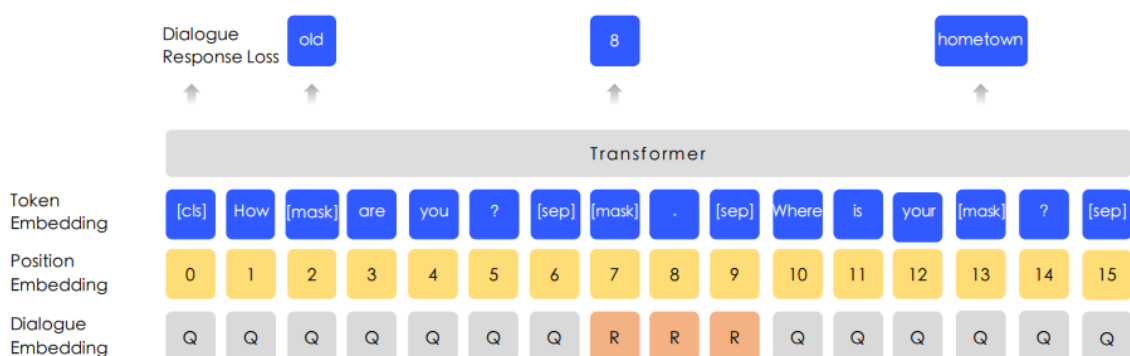 Dialogue
Response Loss
old 8 hometown
Transformer
Token
Embedding
[cls] How [mask] are you ? [sep] [mask] . [sep] Where is your [mask] ? [sep]
Position
Embedding
0 1 2 3 4 5 6 7 8 9 10 11 12 13 14 15
Dialogue
Embedding
Q Q Q Q Q Q Q R R R Q Q Q Q Q Q